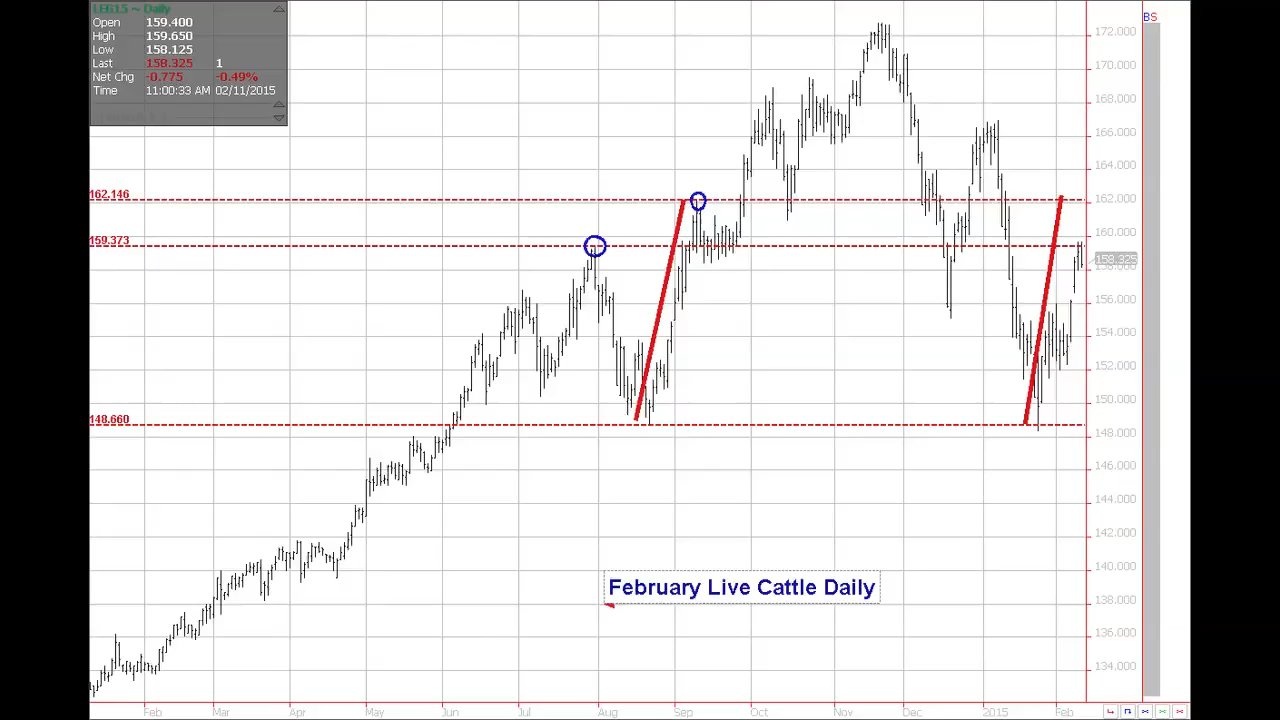 LEG15 ~ Daily
Open 159.400
High 159.650
Low 158.125
Last 158.325 1
Net Chg -0.775 -0.49%
Time 11:00:33 AM 02/11/2015
BS
172.000
170.000
168.000
166.000
164.000
162.146
162.000
160.000
159.373
158.325
158.000
156.000
154.000
152.000
150.000
148.660
148.000
146.000
144.000
142.000
140.000
February Live Cattle Daily
138.000
136.000
134.000
Feb Mar Apr May Jun Jul Aug Sep Oct Nov Dec 2015 Feb